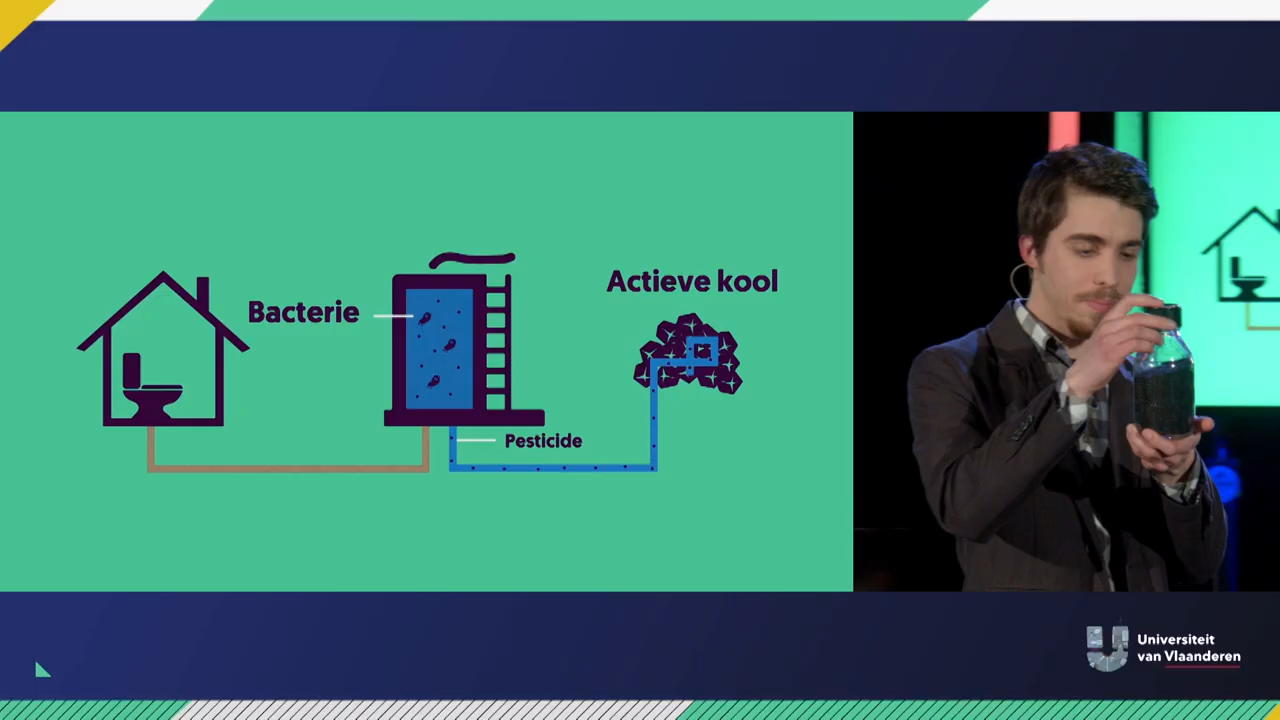 Bacterie
Actieve kool
Pesticide
Universiteit
van Vlaanderen